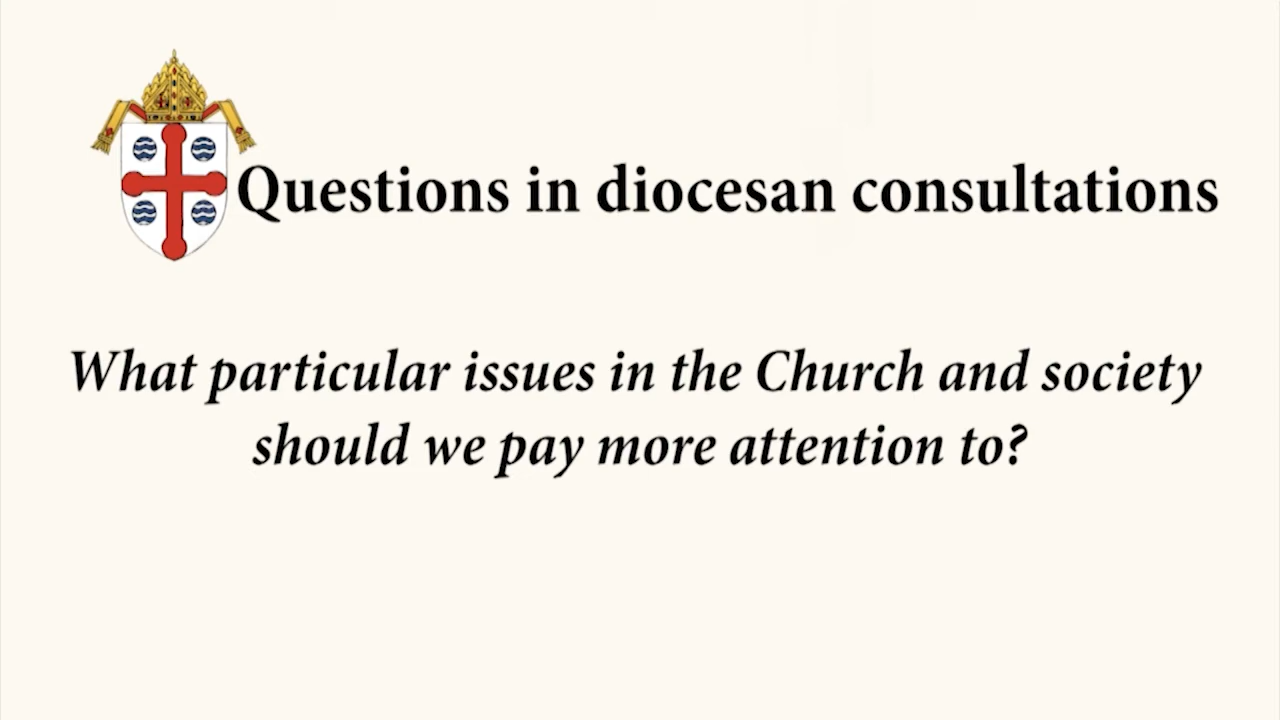 Questions in diocesan consultations
What particular issues in the Church and society
should we pay more attention to?